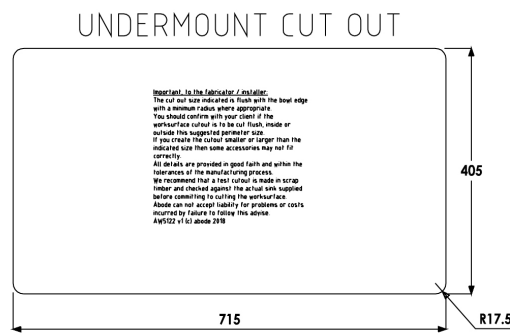 UNDERMOUNT CUT OUT
Important, to the fabricator / installer:
The cut out size indicated is flush with the bowl edge
with a minimum radius where appropriate.
You should confirm with your client if the
worksurface cutout is to be cut flush, inside or
outside this suggested perimeter size.
If you create the cutout smaller or larger than the
indicated size then some accessories may not fit
correctly.
All details are provided in good faith and within the
tolerances of the manufacturing process.
We recommend that a test cutout is made in scrap
timber and checked against the actual sink supplied
before committing to cutting the worksurface.
Abode can not accept liability for problems or costs
incurred by failure to follow this advise.
AW5122 v1 (c) abode 2018
405
715
R17.5